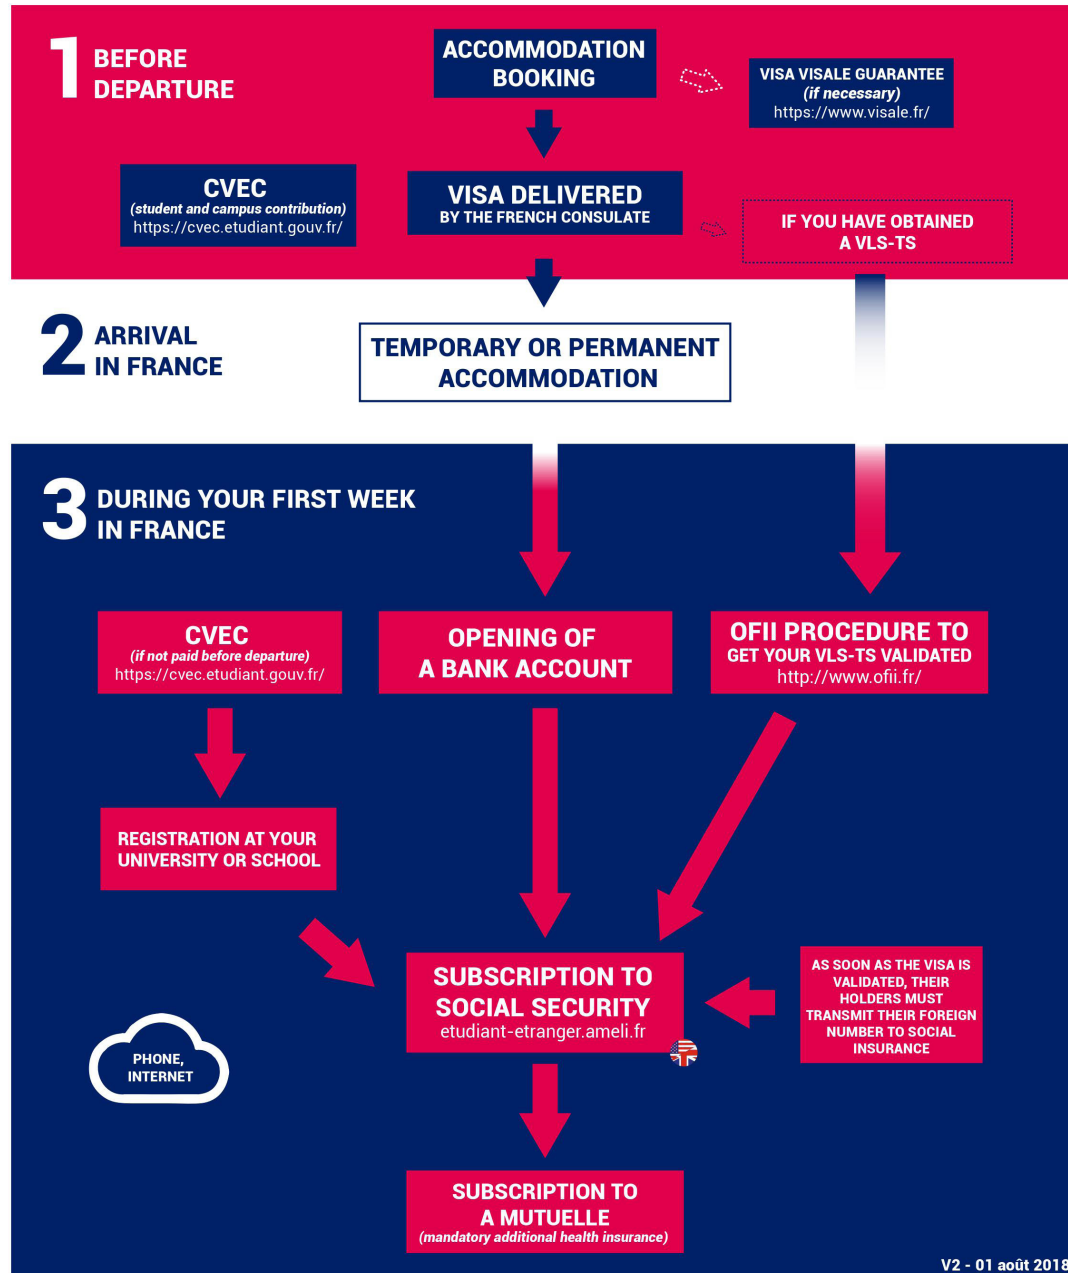 1 BEFORE
DEPARTURE
ACCOMMODATION
BOOKING
VISA VISALE GUARANTEE
(if necessary)
https://www.visale.fr/
CVEC
(student and campus contribution)
https://cvec.etudiant.gouv.fr/
VISA DELIVERED
BY THE FRENCH CONSULATE
IF YOU HAVE OBTAINED
A VLS-TS
2 ARRIVAL
IN FRANCE
TEMPORARY OR PERMANENT
ACCOMMODATION
3 DURING YOUR FIRST WEEK
IN FRANCE
CVEC
(if not paid before departure)
https://cvec.etudiant.gouv.fr/
OPENING OF
A BANK ACCOUNT
OFII PROCEDURE TO
GET YOUR VLS-TS VALIDATED
http://www.ofii.fr/
REGISTRATION AT YOUR
UNIVERSITY OR SCHOOL
SUBSCRIPTION TO
SOCIAL SECURITY
etudiant-etranger.ameli.fr
AS SOON AS THE VISA IS
VALIDATED, THEIR
HOLDERS MUST
TRANSMIT THEIR FOREIGN
NUMBER TO SOCIAL
INSURANCE
PHONE,
INTERNET
SUBSCRIPTION TO
A MUTUELLE
(mandatory additional health insurance)
V2 - 01 août 2018